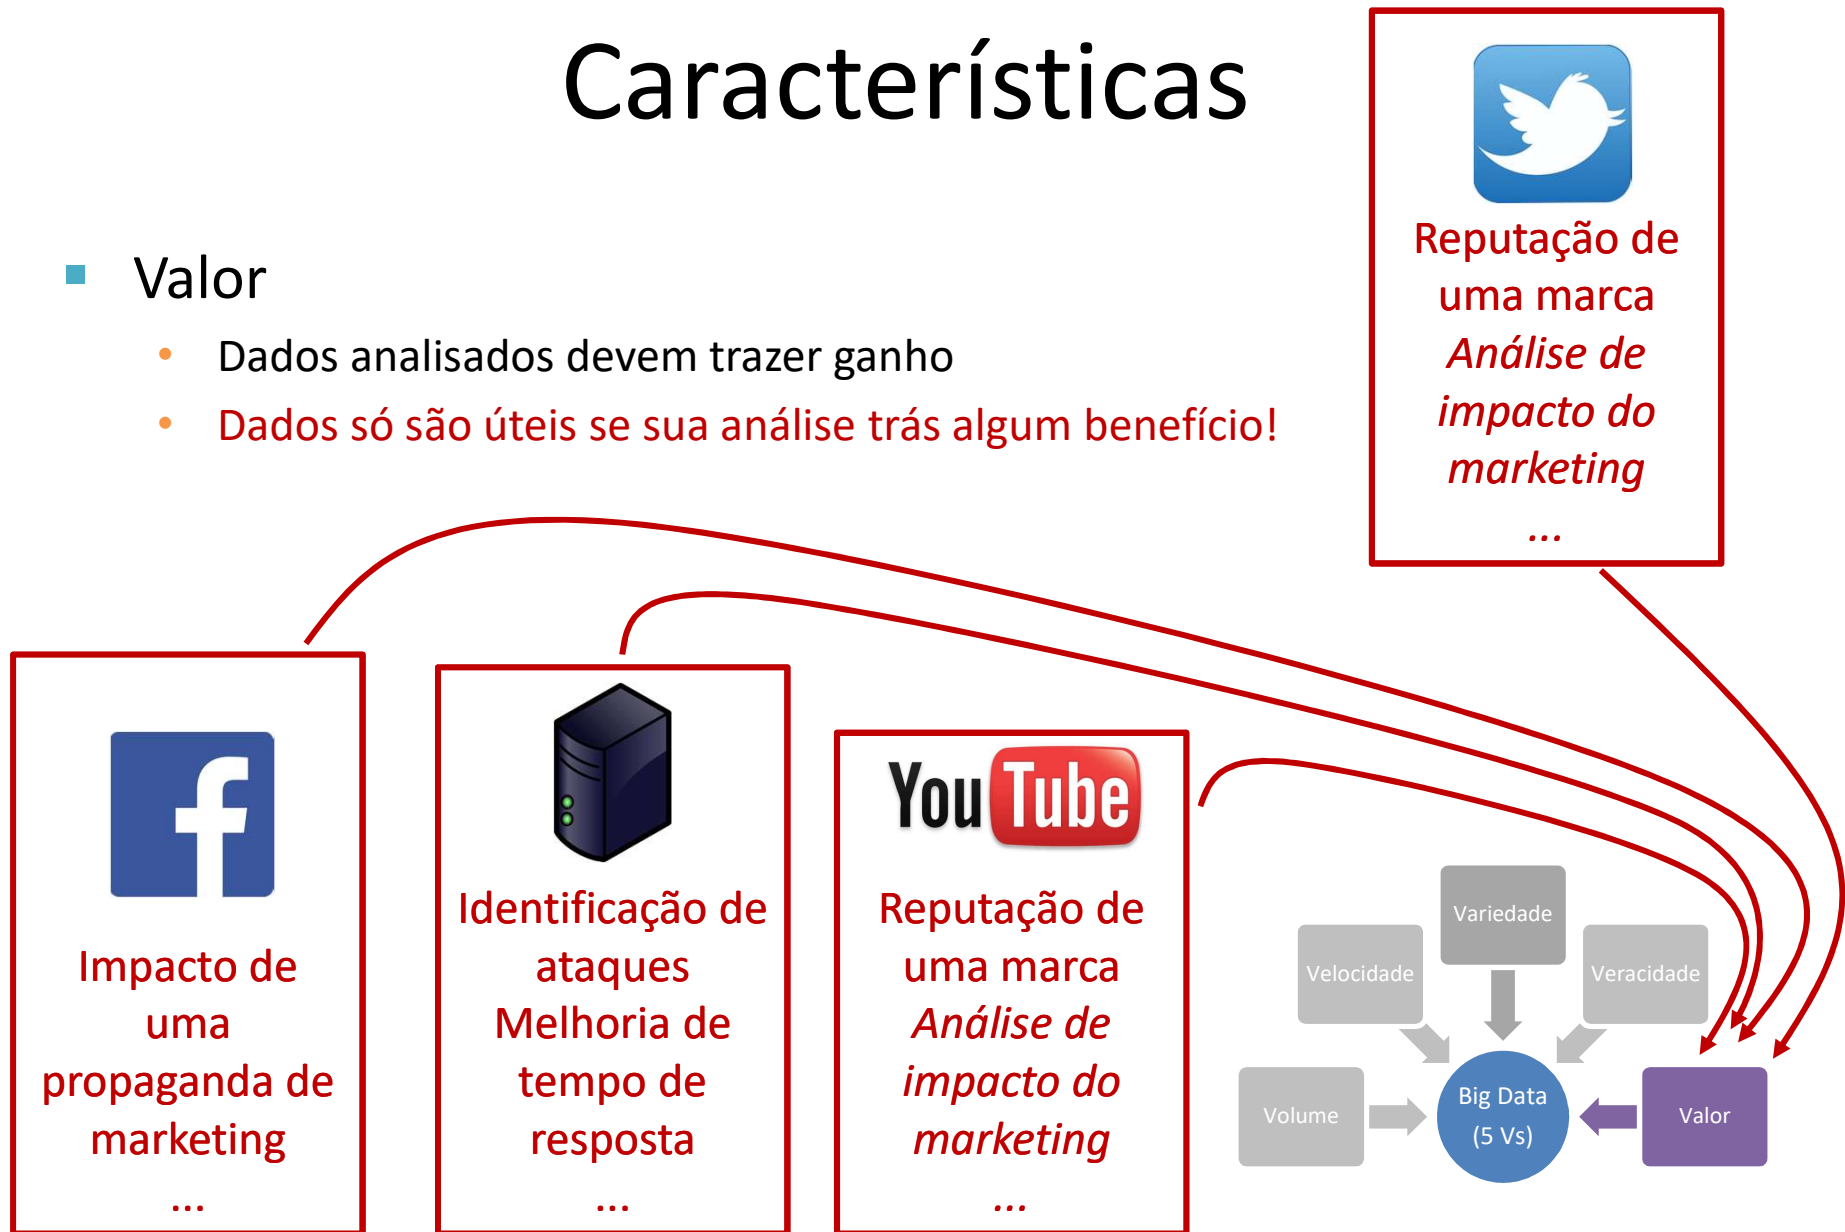 Características
Valor
Dados analisados devem trazer ganho
Dados só são úteis se sua análise trás algum benefício!
Reputação de
uma marca
Análise de
impacto do
marketing
...
f
Impacto de
uma
propaganda de
marketing
...
Identificação de
ataques
Melhoria de
tempo de
resposta
...
YouTube
Reputação de
uma marca
Análise de
impacto do
marketing
...
Variedade
Velocidade
Veracidade
Volume
Big Data
(5 Vs)
Valor